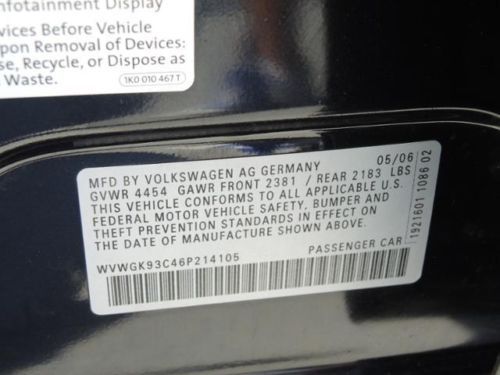 nfotainment Display
vices Before Vehicle
pon Removal of Devices:
se, Recycle, or Dispose as
Waste.
1K0 010 467 T
MFD BY VOLKSWAGEN AG GERMANY 05/06
GVWR 4454 GAWR FRONT 2381 / REAR 2183 LBS
THIS VEHICLE CONFORMS TO ALL APPLICABLE U.S.
FEDERAL MOTOR VEHICLE SAFETY, BUMPER AND
THEFT PREVENTION STANDARDS IN EFFECT ON
THE DATE OF MANUFACTURE SHOWN ABOVE.
WVWGK93C46P214105 PASSENGER CAR
1921601 1086 02